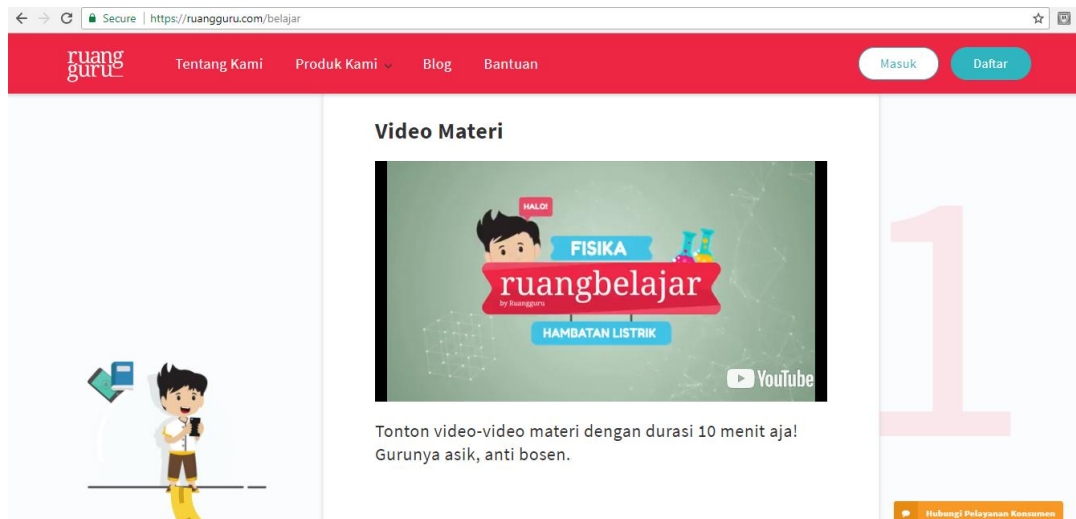 Secure | https://ruangguru.com/belajar
ruang
guru
Tentang Kami Produk Kami Blog Bantuan Masuk Daftar
Video Materi
HALO!
FISIKA
ruangbelajar
by Ruangguru
HAMBATAN LISTRIK
YouTube
Tonton video-video materi dengan durasi 10 menit aja!
Gurunya asik, anti bosen.
1
Hubungi Pelayanan Konsumen